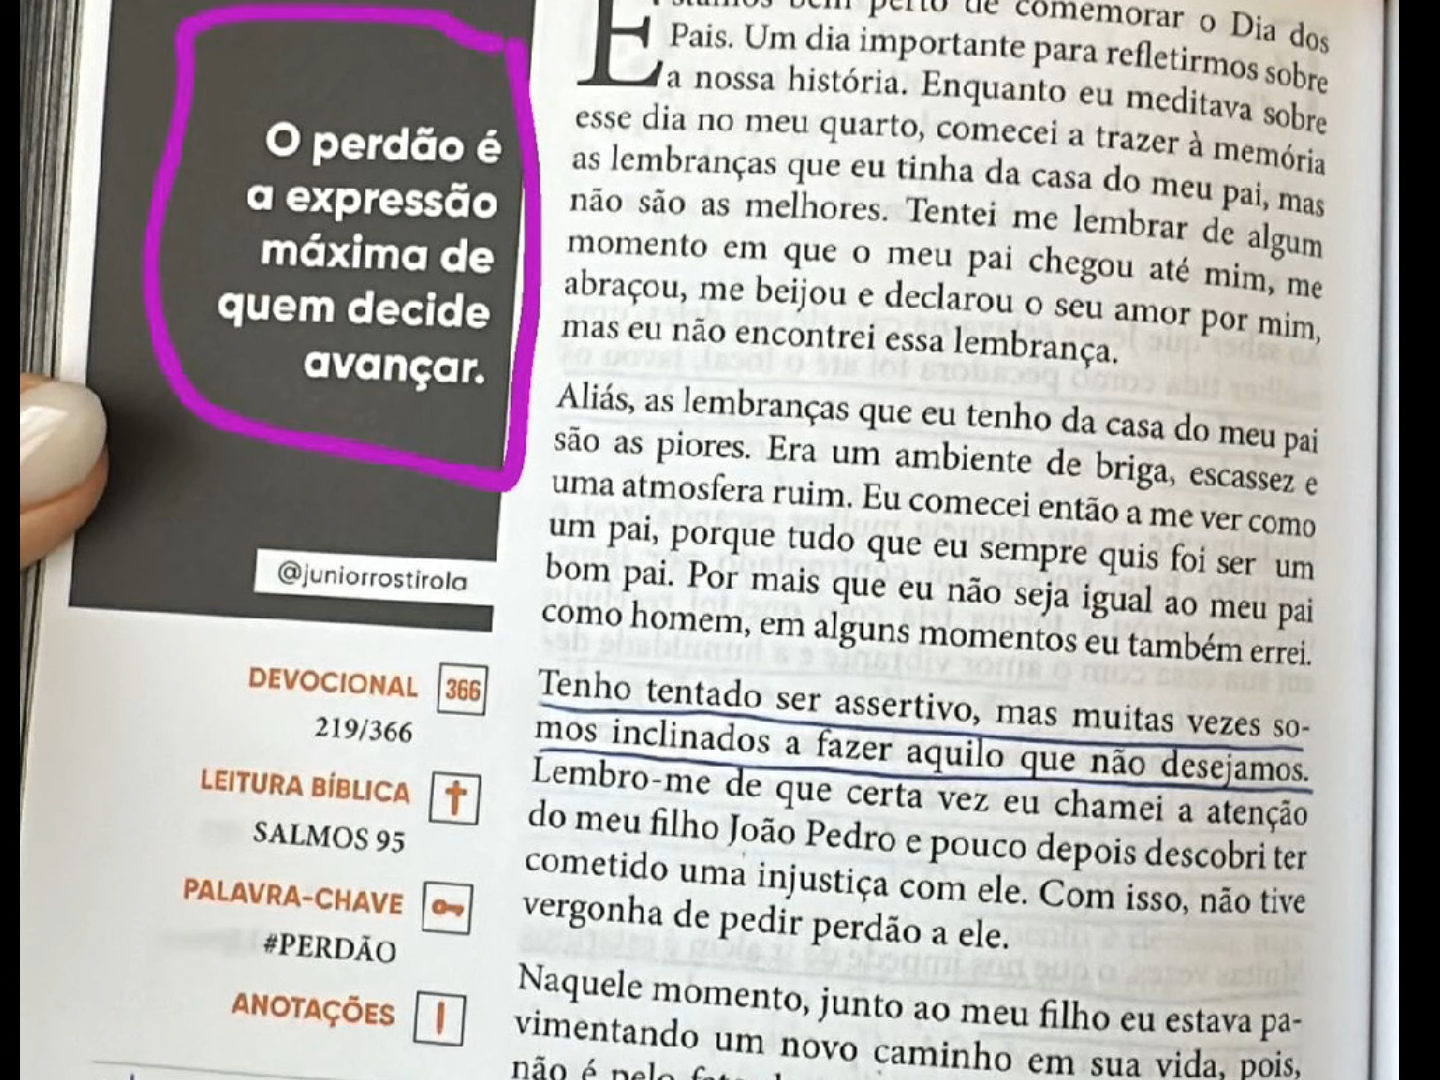 O perdão é
a expressão
máxima de
quem decide
avançar.
@juniorrostirola
DEVOCIONAL 366
219/366
LEITURA BÍBLICA
SALMOS 95
PALAVRA-CHAVE
#PERDÃO
ANOTAÇÕES
Estamos bem perto de comemorar o Dia dos
Pais. Um dia importante para refletirmos sobre
a nossa história. Enquanto eu meditava sobre
esse dia no meu quarto, comecei a trazer à memória
as lembranças que eu tinha da casa do meu pai, mas
não são as melhores. Tentei me lembrar de algum
momento em que o meu pai chegou até mim, me
abraçou, me beijou e declarou o seu amor por mim,
mas eu não encontrei essa lembrança.
Aliás, as lembranças que eu tenho da casa do meu pai
são as piores. Era um ambiente de briga, escassez e
uma atmosfera ruim. Eu comecei então a me ver como
um pai, porque tudo que eu sempre quis foi ser um
bom pai. Por mais que eu não seja igual ao meu pai
como homem, em alguns momentos eu também errei.
Tenho tentado ser assertivo, mas muitas vezes so-
mos inclinados a fazer aquilo que não desejamos.
Lembro-me de que certa vez eu chamei a atenção
do meu filho João Pedro e pouco depois descobri ter
cometido uma injustiça com ele. Com isso, não tive
vergonha de pedir perdão a ele.
Naquele momento, junto ao meu filho eu estava pa-
vimentando um novo caminho em sua vida, pois,
não é pelo